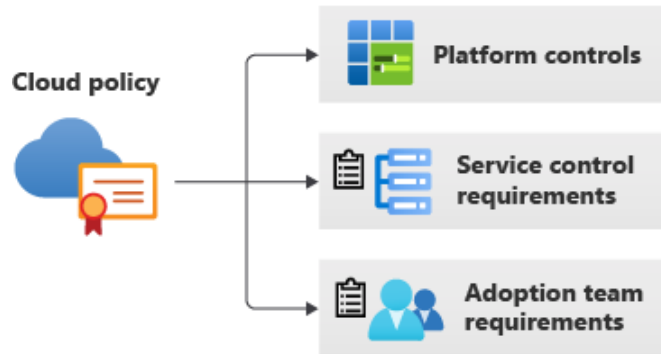 Cloud policy
Platform controls
Service control
requirements
Adoption team
requirements